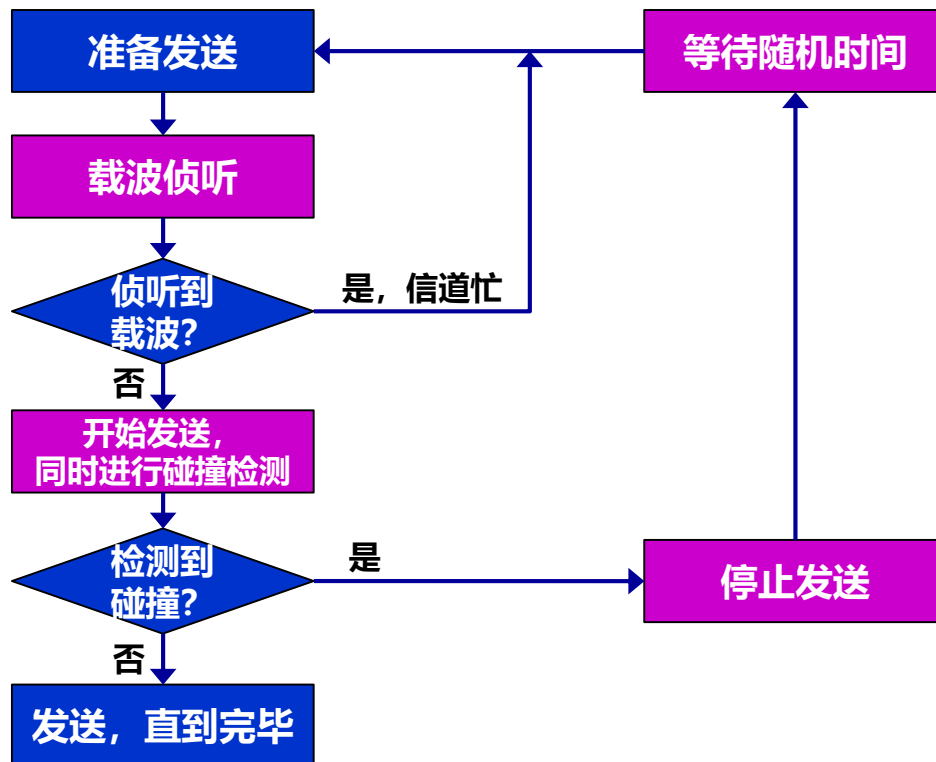 准备发送
等待随机时间
载波侦听
侦听到
载波？
是，信道忙
否
开始发送，
同时进行碰撞检测
检测到
碰撞？
是
停止发送
否
发送，直到完毕